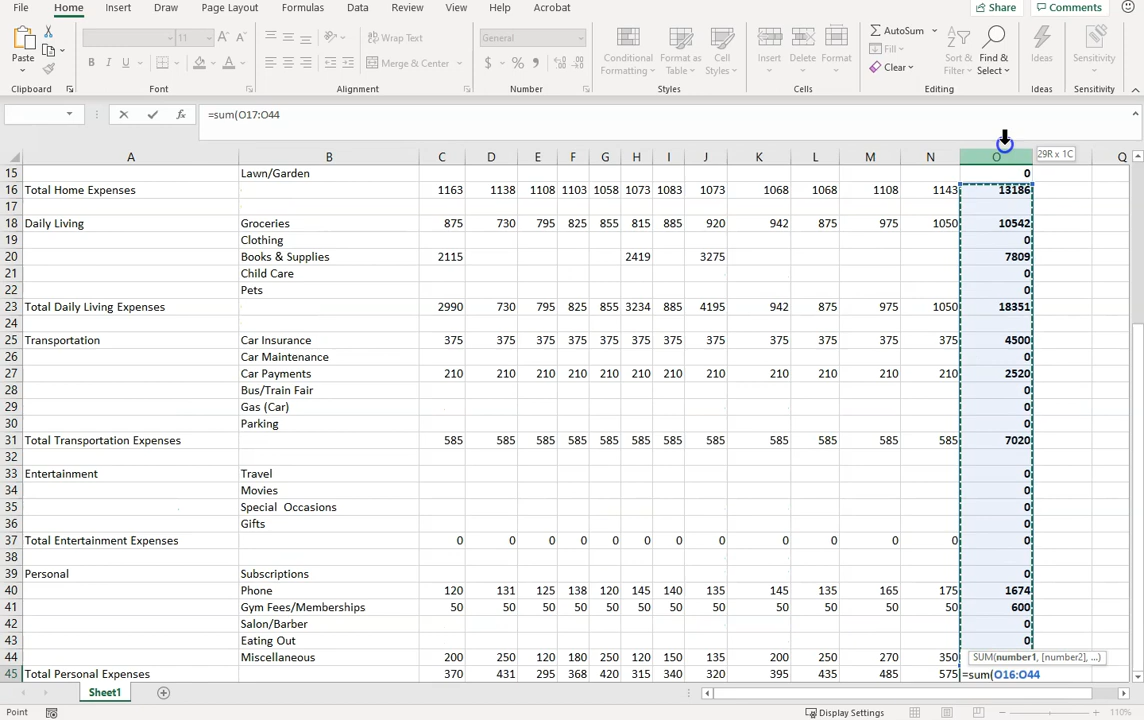 File Home Insert Draw Page Layout Formulas Data Review View Help Acrobat Share Comments
Paste 11 A A Wrap Text General AutoSum
B I U A Merge & Center $ % , Conditional Formatting Format as Table Cell Styles Insert Delete Format Fill Clear Sort & Filter Find & Select Ideas Sensitivity
Clipboard Font Alignment Number Styles Cells Editing Ideas Sensitivity
fx =sum(O17:O44
A B C D E F G H I J K L M N O Q 29R x 1C
15 Lawn/Garden 0
16 Total Home Expenses 1163 1138 1108 1103 1058 1073 1083 1073 1068 1068 1108 1143 13186
17
18 Daily Living Groceries 875 730 795 825 855 815 885 920 942 875 975 1050 10542
19 Clothing 0
20 Books & Supplies 2115 2419 3275 7809
21 Child Care 0
22 Pets 0
23 Total Daily Living Expenses 2990 730 795 825 855 3234 885 4195 942 875 975 1050 18351
24
25 Transportation Car Insurance 375 375 375 375 375 375 375 375 375 375 375 375 4500
26 Car Maintenance 0
27 Car Payments 210 210 210 210 210 210 210 210 210 210 210 210 2520
28 Bus/Train Fair 0
29 Gas (Car) 0
30 Parking 0
31 Total Transportation Expenses 585 585 585 585 585 585 585 585 585 585 585 585 7020
32
33 Entertainment Travel 0
34 Movies 0
35 Special Occasions 0
36 Gifts 0
37 Total Entertainment Expenses 0 0 0 0 0 0 0 0 0 0 0 0 0
38
39 Personal Subscriptions 0
40 Phone 120 131 125 138 120 145 140 135 145 135 165 175 1674
41 Gym Fees/Memberships 50 50 50 50 50 50 50 50 50 50 50 50 600
42 Salon/Barber 0
43 Eating Out 0
44 Miscellaneous 200 250 120 180 250 120 150 135 200 250 270 350 SUM(number1, [number2], ...)
45 Total Personal Expenses 370 431 295 368 420 315 340 320 395 435 485 575 =sum(O16:O44
Sheet1
Point Display Settings 110%